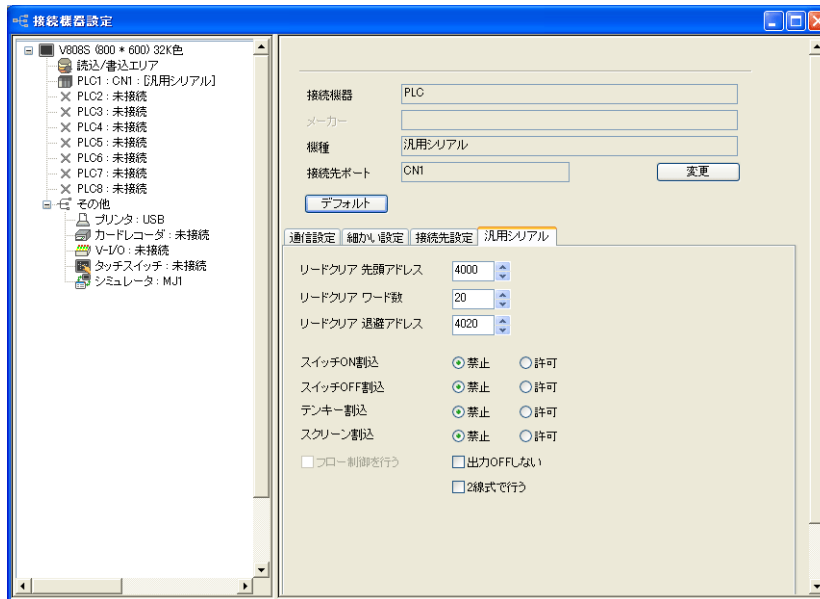 接続機器設定
V808S (800 * 600) 32K色
読込/書込エリア
PLC1 : CN1 : [汎用シリアル]
PLC2 : 未接続
PLC3 : 未接続
PLC4 : 未接続
PLC5 : 未接続
PLC6 : 未接続
PLC7 : 未接続
PLC8 : 未接続
その他
プリンタ : USB
カードレコーダ : 未接続
V-I/O : 未接続
タッチスイッチ : 未接続
シミュレータ : MJ1
接続機器 PLC
メーカー
機種 汎用シリアル
接続先ポート CN1 変更
デフォルト
通信設定 細かい設定 接続先設定 汎用シリアル
リードクリア 先頭アドレス 4000
リードクリア ワード数 20
リードクリア 退避アドレス 4020
スイッチON割込 禁止 許可
スイッチOFF割込 禁止 許可
テンキー割込 禁止 許可
スクリーン割込 禁止 許可
フロー制御を行う 出力OFFしない
2線式で行う